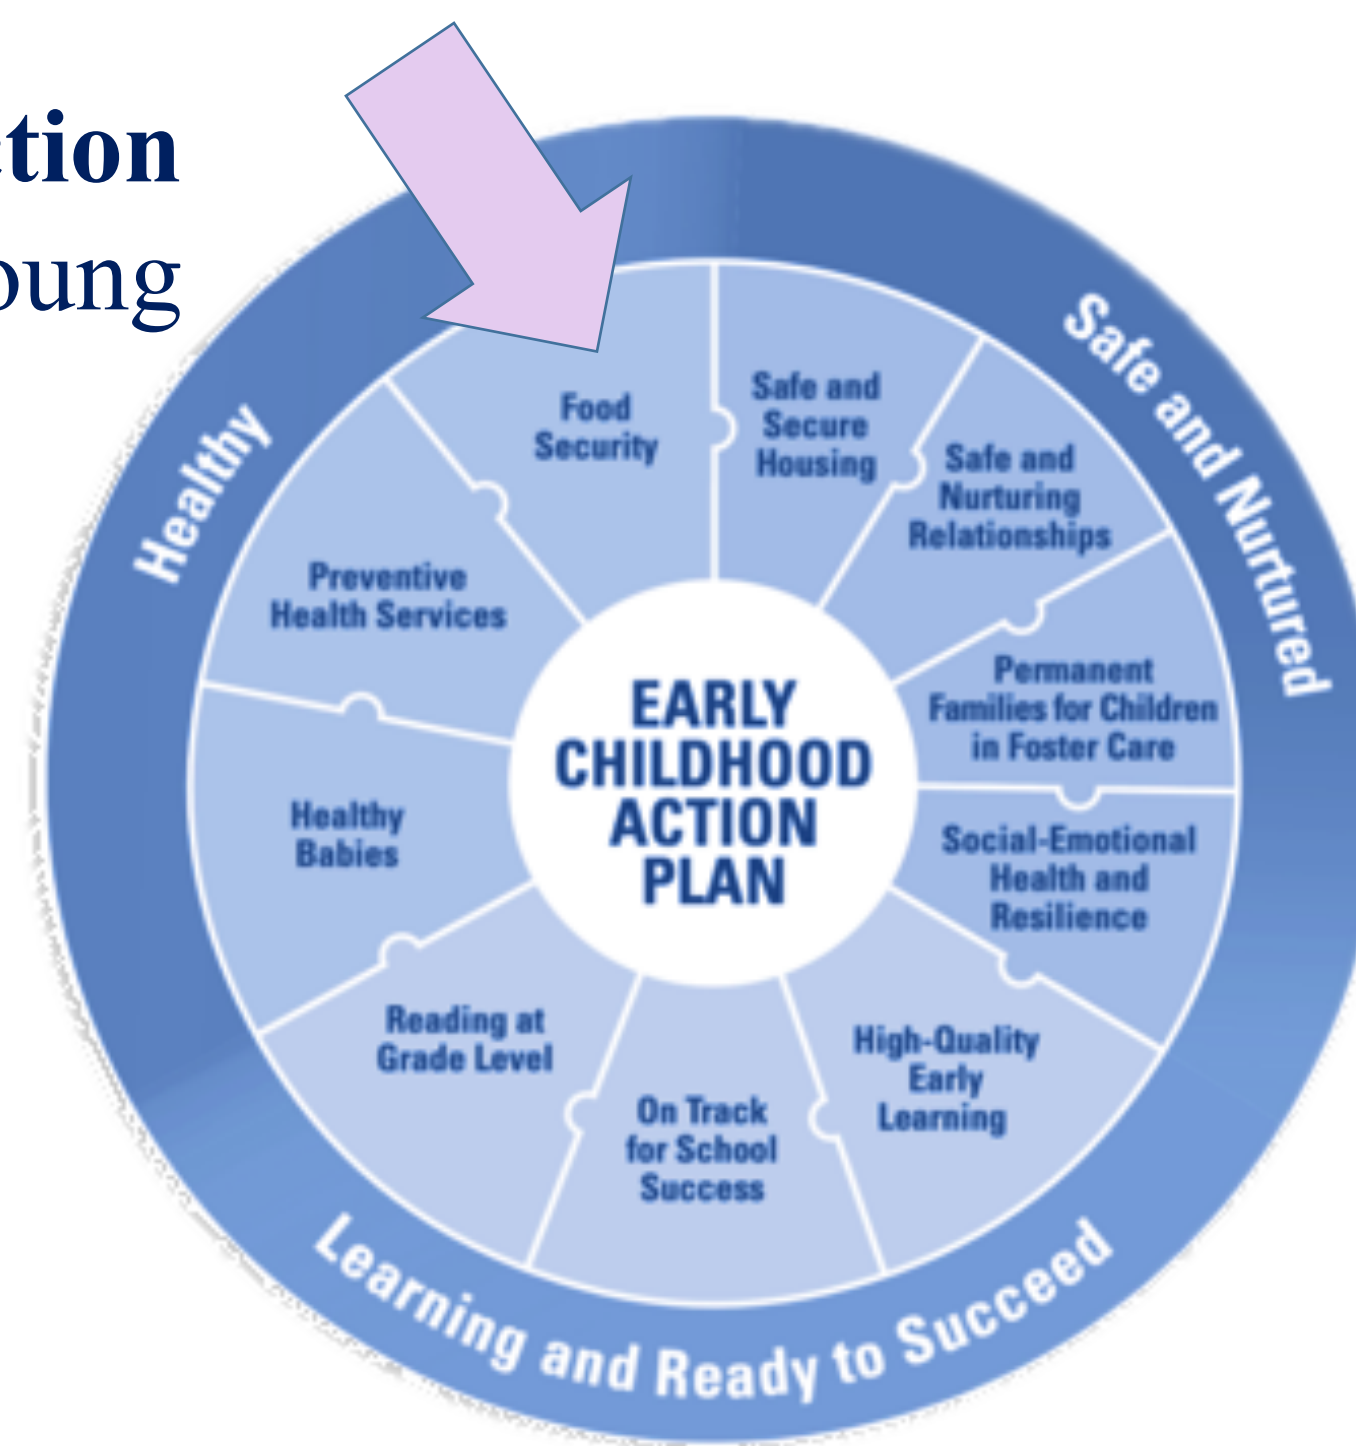 ction
oung
Healthy
Safe and Nurtured
Learning and Ready to Succeed
Food
Security
Safe and
Secure
Housing
Safe and
Nurturing
Relationships
Permanent
Families for Children
in Foster Care
Social-Emotional
Health and
Resilience
High-Quality
Early
Learning
On Track
for School
Success
Reading at
Grade Level
Healthy
Babies
Preventive
Health Services
EARLY
CHILDHOOD
ACTION
PLAN